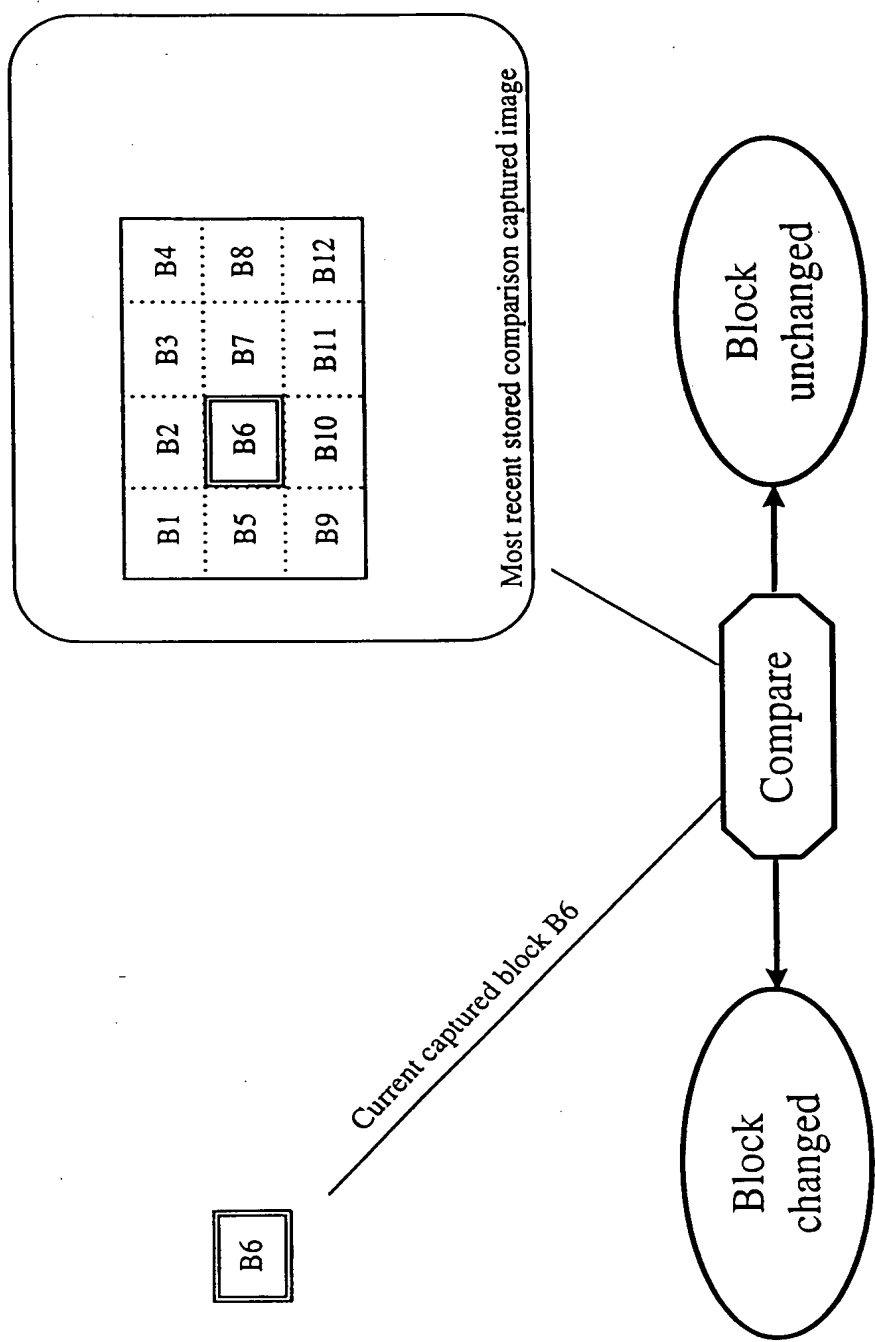 B6
Current captured block B6
B1 B2 B3 B4
B5 B6 B7 B8
B9 B10 B11 B12
Most recent stored comparison captured image
Compare
Block
changed
Block
unchanged